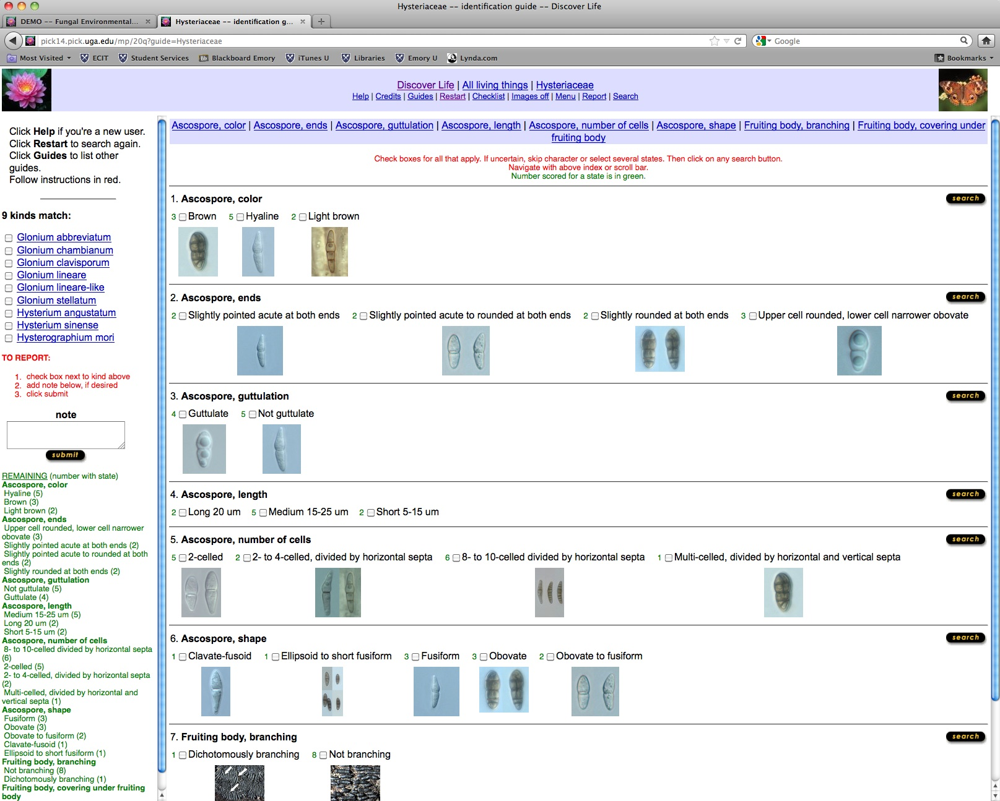 Hysteriaceae -- identification guide -- Discover Life
DEMO -- Fungal Environmental...
Hysteriaceae -- identification g...
pick14.pick.uga.edu/mp/20q?guide=Hysteriaceae
Google
Most Visited ECIT Student Services Bb Blackboard Emory iTunes U Libraries Emory U Lynda.com Bookmarks
Discover Life | All living things | Hysteriaceae
Help | Credits | Guides | Restart | Checklist | Images off | Menu | Report | Search
Click Help if you're a new user.
Click Restart to search again.
Click Guides to list other
guides.
Follow instructions in red.
9 kinds match:
Glonium abbreviatum
Glonium chambianum
Glonium clavisporum
Glonium lineare
Glonium lineare-like
Glonium stellatum
Hysterium angustatum
Hysterium sinense
Hysterographium mori
TO REPORT:
1. check box next to kind above
2. add note below, if desired
3. click submit
note
submit
REMAINING (number with state)
Ascospore, color
Hyaline (5)
Brown (3)
Light brown (2)
Ascospore, ends
Upper cell rounded, lower cell narrower
obovate (3)
Slightly pointed acute at both ends (2)
Slightly pointed acute to rounded at both
ends (2)
Slightly rounded at both ends (2)
Ascospore, guttulation
Not guttulate (5)
Guttulate (4)
Ascospore, length
Medium 15-25 um (5)
Long 20 um (2)
Short 5-15 um (2)
Ascospore, number of cells
8- to 10-celled divided by horizontal septa
(6)
2-celled (5)
2- to 4-celled, divided by horizontal septa
(2)
Multi-celled, divided by horizontal and
vertical septa (1)
Ascospore, shape
Fusiform (3)
Obovate (3)
Obovate to fusiform (2)
Clavate-fusoid (1)
Ellipsoid to short fusiform (1)
Fruiting body, branching
Not branching (8)
Dichotomously branching (1)
Fruiting body, covering under fruiting
body
Ascospore, color | Ascospore, ends | Ascospore, guttulation | Ascospore, length | Ascospore, number of cells | Ascospore, shape | Fruiting body, branching | Fruiting body, covering under
fruiting body
Check boxes for all that apply. If uncertain, skip character or select several states. Then click on any search button.
Navigate with above index or scroll bar.
Number scored for a state is in green.
1. Ascospore, color search
3 Brown 5 Hyaline 2 Light brown
2. Ascospore, ends search
2 Slightly pointed acute at both ends 2 Slightly pointed acute to rounded at both ends 2 Slightly rounded at both ends 3 Upper cell rounded, lower cell narrower obovate
3. Ascospore, guttulation search
4 Guttulate 5 Not guttulate
4. Ascospore, length search
2 Long 20 um 5 Medium 15-25 um 2 Short 5-15 um
5. Ascospore, number of cells search
5 2-celled 2 2- to 4-celled, divided by horizontal septa 6 8- to 10-celled divided by horizontal septa 1 Multi-celled, divided by horizontal and vertical septa
6. Ascospore, shape search
1 Clavate-fusoid 1 Ellipsoid to short fusiform 3 Fusiform 3 Obovate 2 Obovate to fusiform
7. Fruiting body, branching search
1 Dichotomously branching 8 Not branching